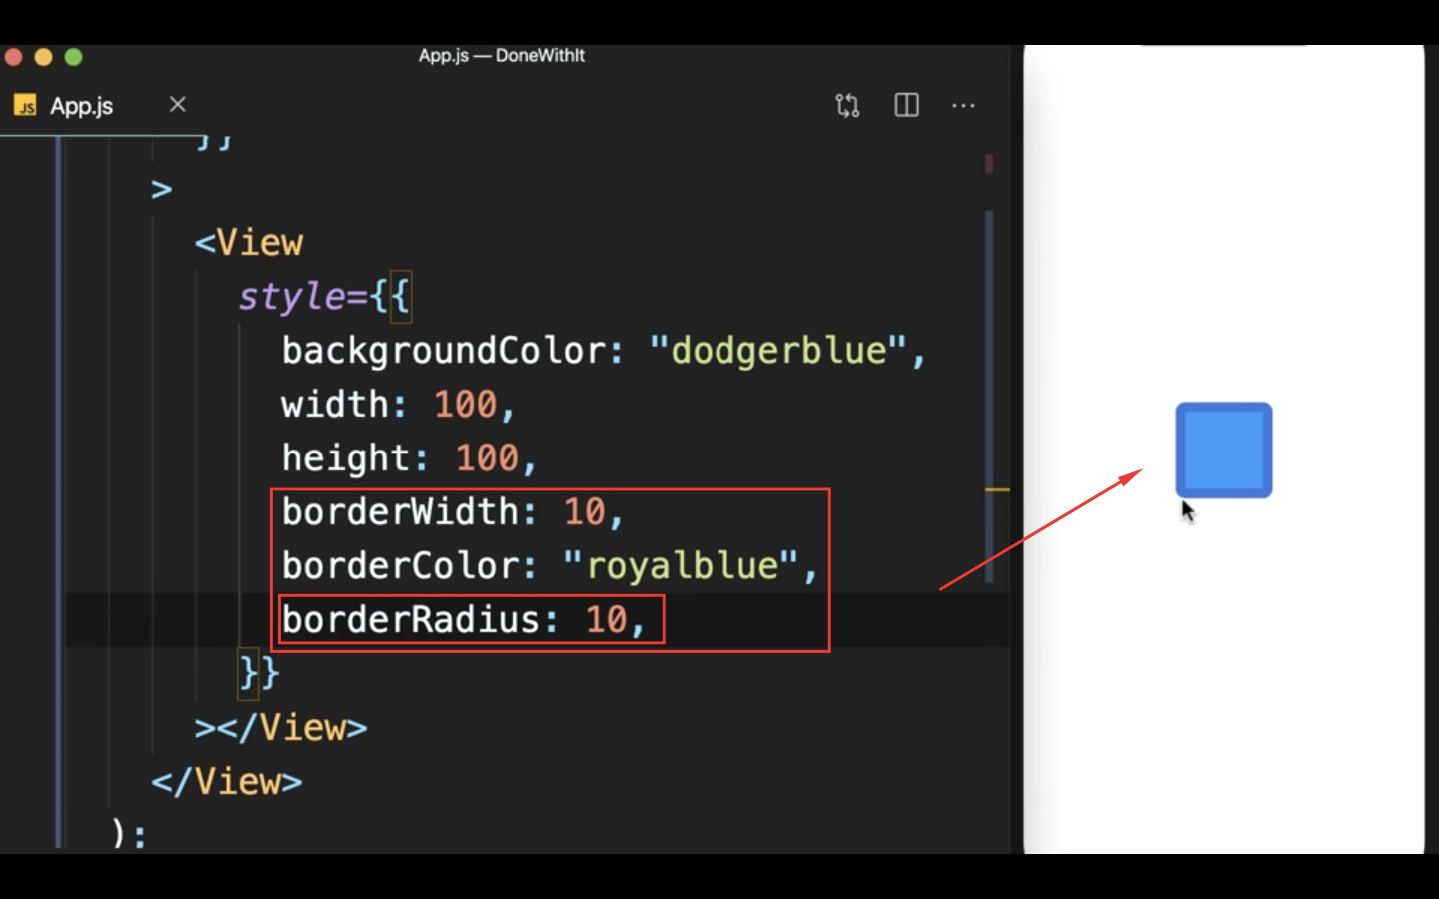 App.js — DoneWithIt
JS App.js
}}
>
<View
style={{
backgroundColor: "dodgerblue",
width: 100,
height: 100,
borderWidth: 10,
borderColor: "royalblue",
borderRadius: 10,
}}
></View>
</View>
);